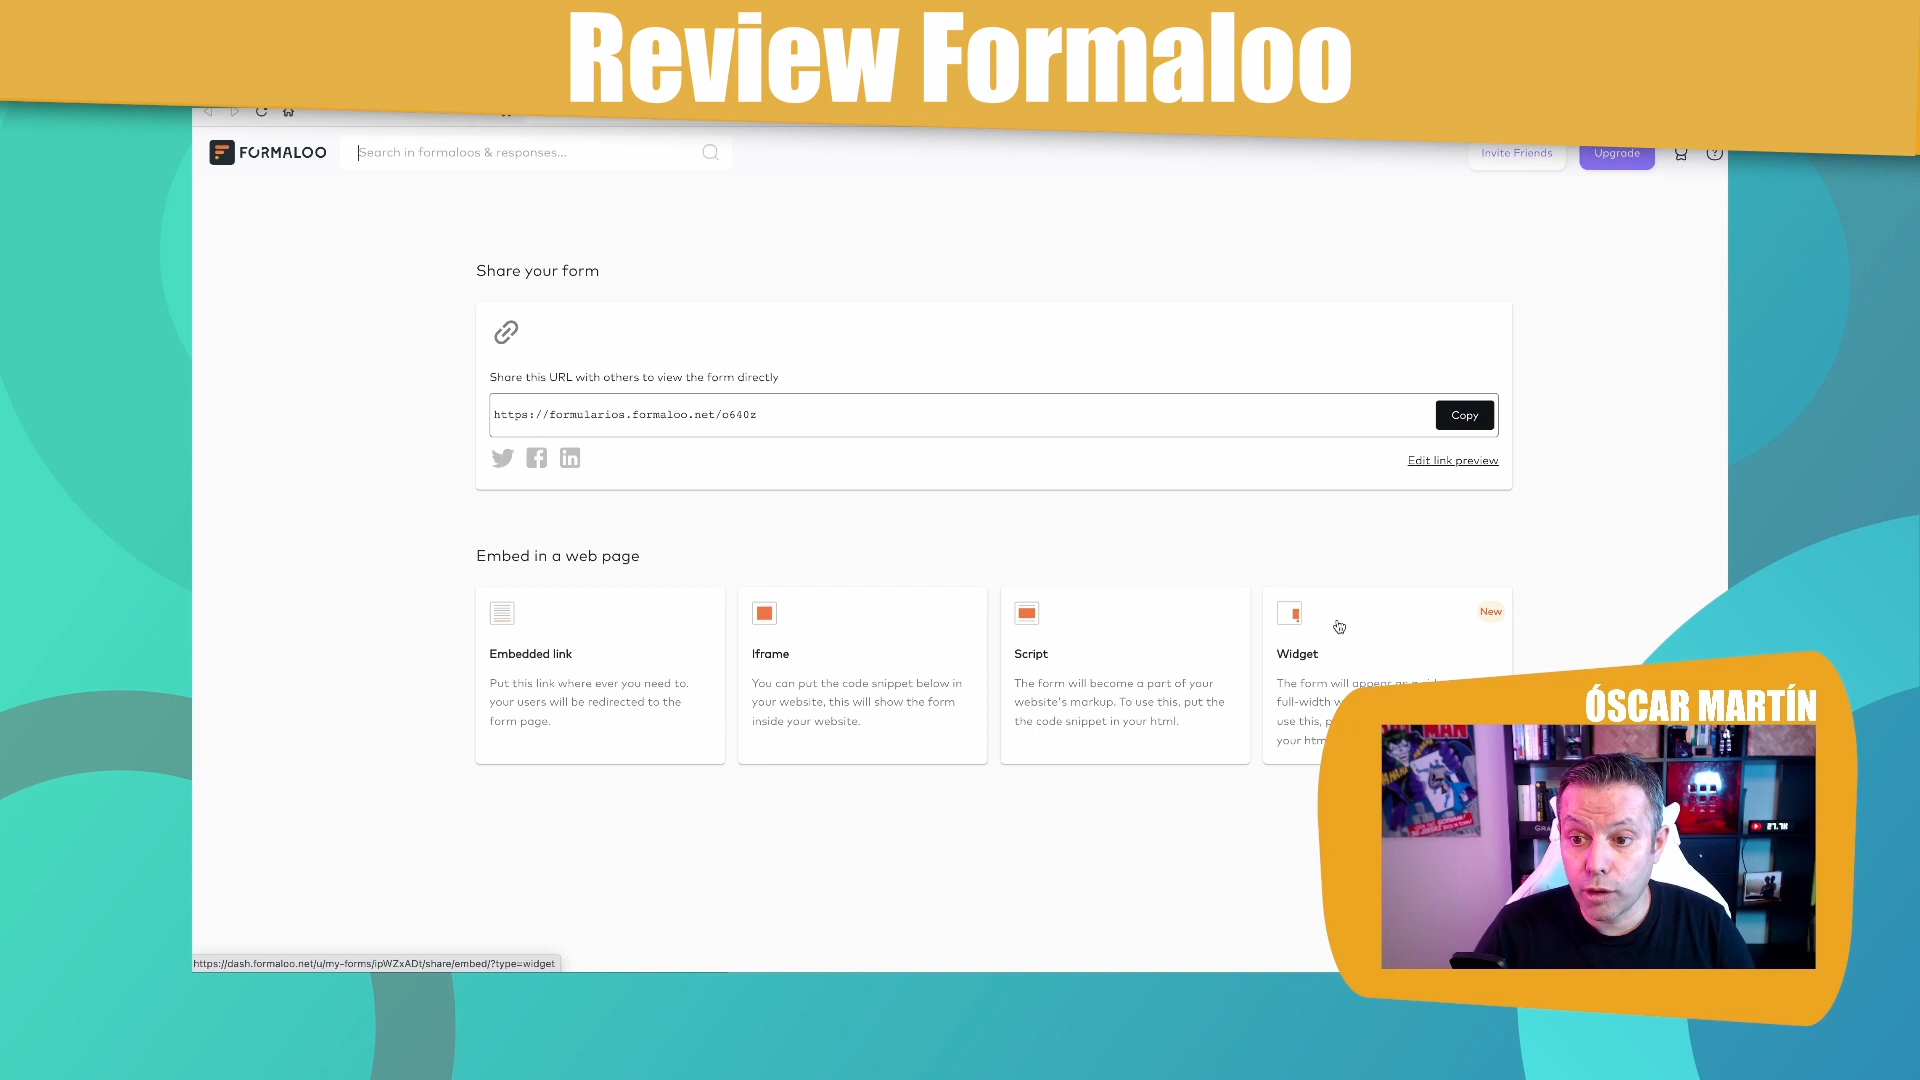 Review Formaloo
FORMALOO
Search in formaloos & responses...
Invite Friends
Upgrade
Share your form
Share this URL with others to view the form directly
https://formularios.formaloo.net/o640z
Copy
Edit link preview
Embed in a web page
Embedded link
Put this link where ever you need to.
your users will be redirected to the
form page.
Iframe
You can put the code snippet below in
your website, this will show the form
inside your website.
Script
The form will become a part of your
website's markup. To use this, put the
the code snippet in your html.
New
Widget
The form will appear as a
full-width
use this,
your
ÓSCAR MARTÍN
27.7K
https://dash.formaloo.net/u/my-forms/ipWZxADt/share/embed/?type=widget